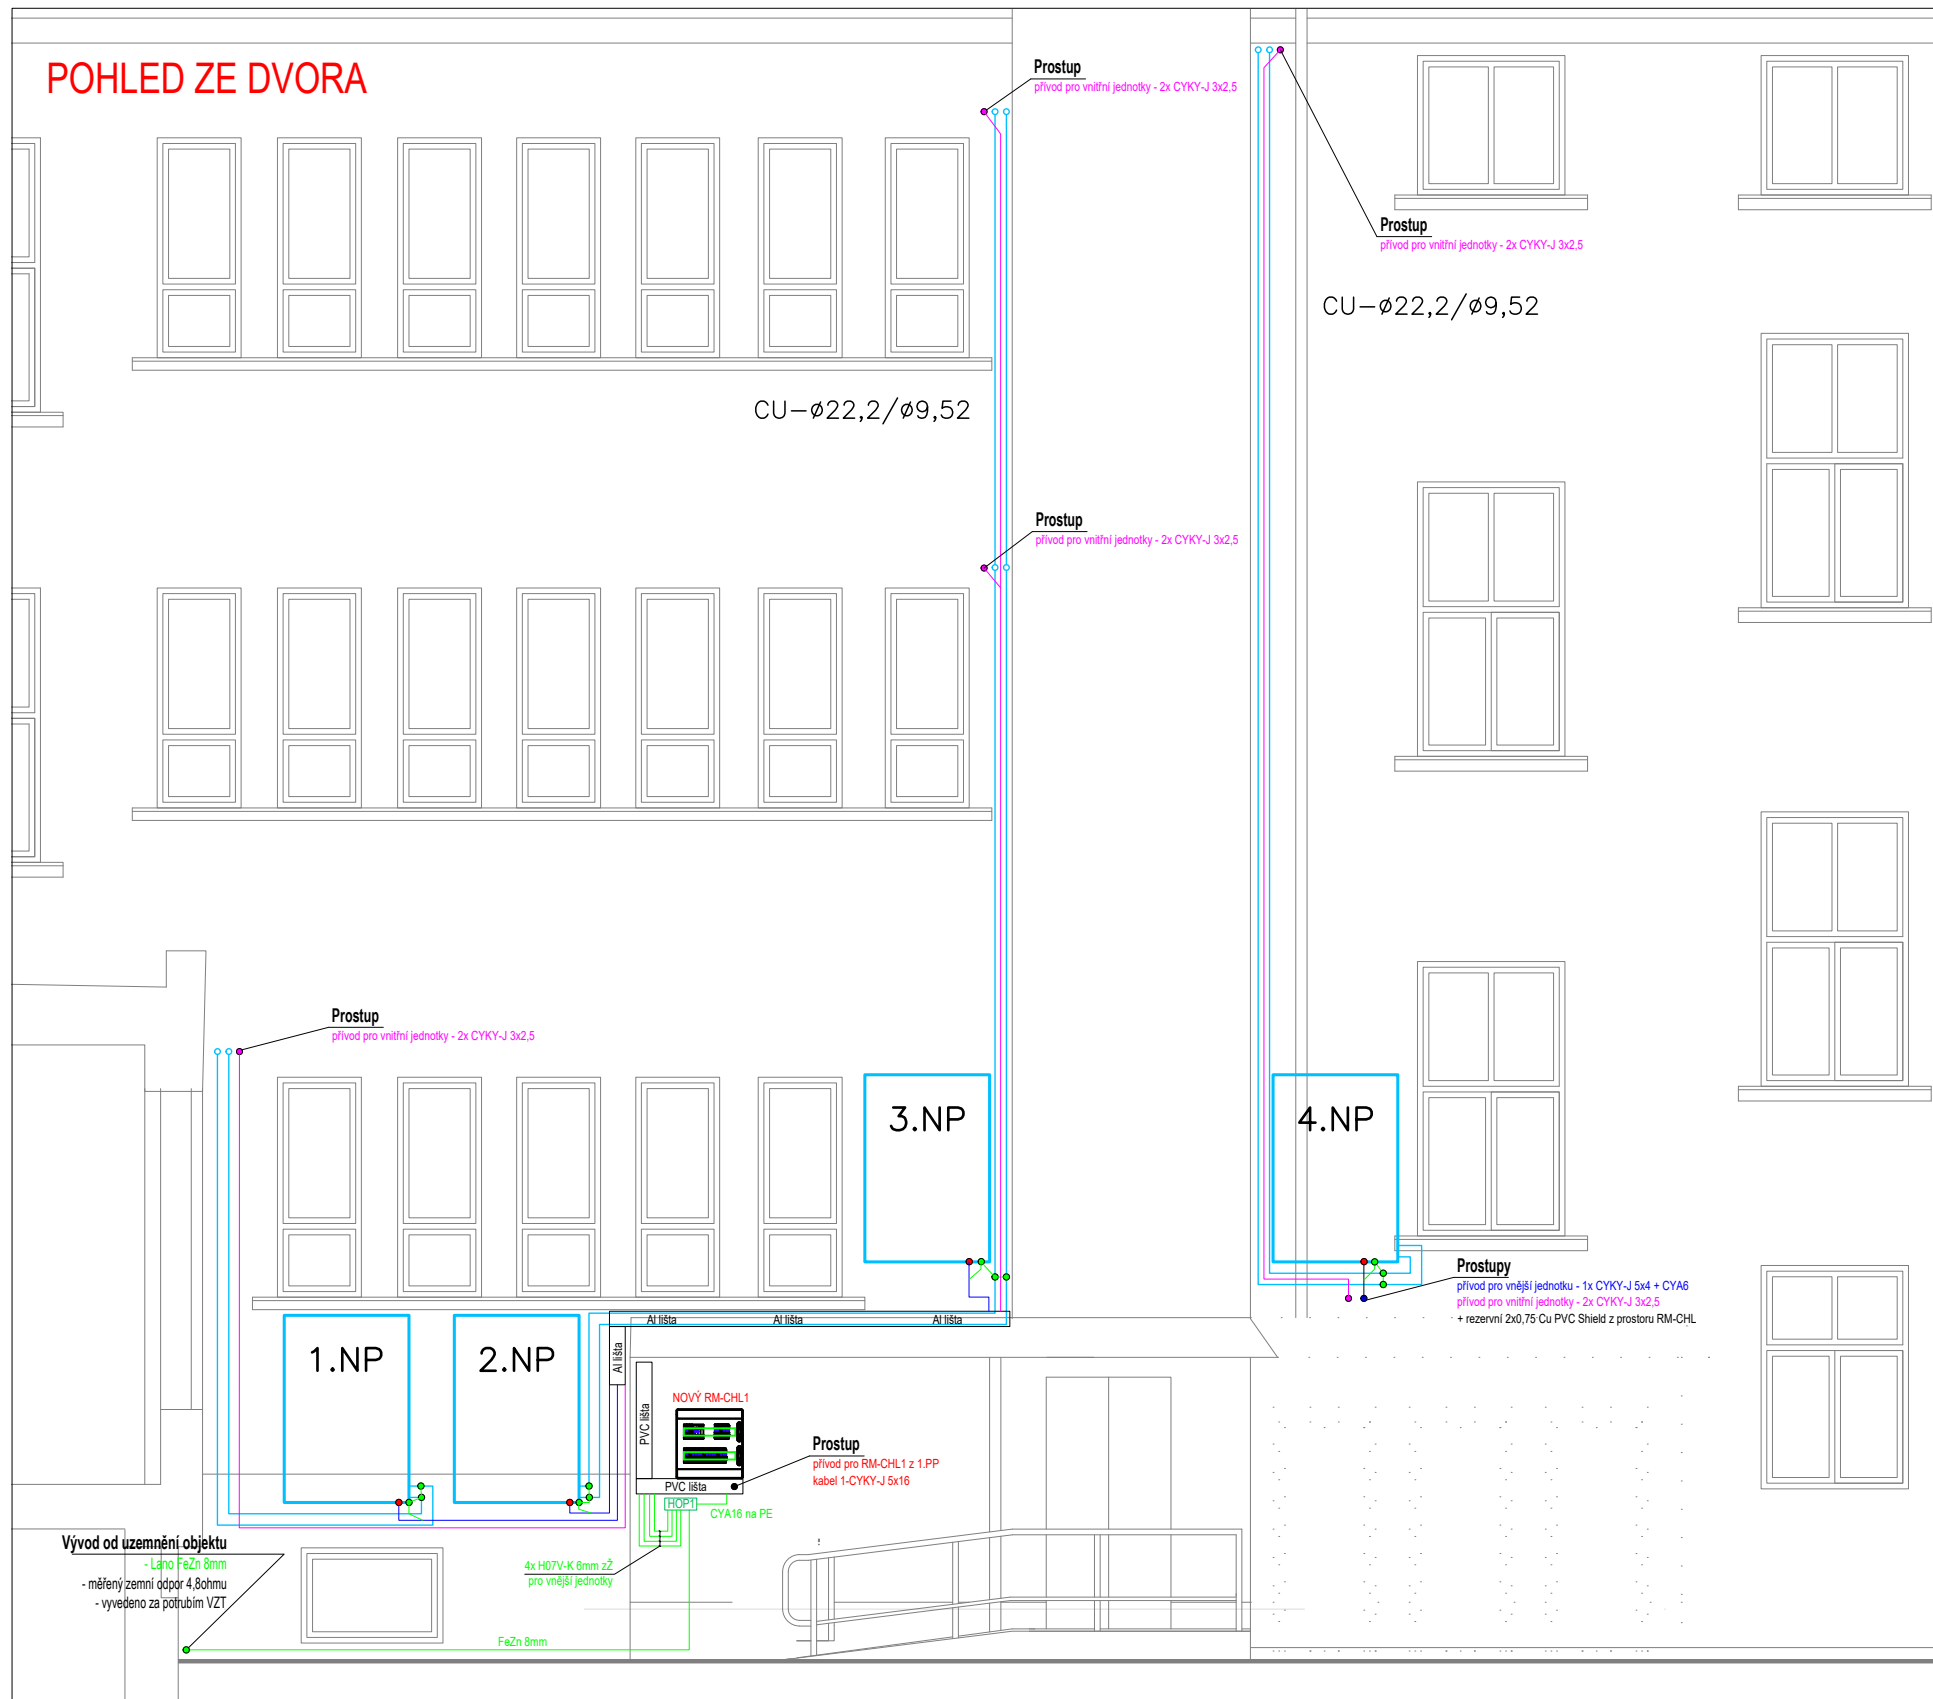 POHLED ZE DVORA
Prostup
přívod pro vnitřní jednotky - 2x CYKY-J 3x2,5
Prostup
přívod pro vnitřní jednotky - 2x CYKY-J 3x2,5
CU-ø22,2/ø9,52
CU-ø22,2/ø9,52
Prostup
přívod pro vnitřní jednotky - 2x CYKY-J 3x2,5
Prostup
přívod pro vnitřní jednotky - 2x CYKY-J 3x2,5
3.NP
4.NP
Prostupy
přívod pro vnější jednotku - 1x CYKY-J 5x4 + CYA6
přívod pro vnitřní jednotky - 2x CYKY-J 3x2,5
+ rezervní 2x0,75 Cu PVC Shield z prostoru RM-CHL
Al lišta
Al lišta
Al lišta
Al lišta
1.NP
2.NP
NOVÝ RM-CHL1
PVC lišta
PVC lišta
Prostup
přívod pro RM-CHL1 z 1.PP
kabel 1-CYKY-J 5x16
HOP1
CYA16 na PE
Vývod od uzemnění objektu
- Lano FeZn 8mm
- měřený zemní odpor 4,8ohmu
- vyvedeno za potrubím VZT
4x H07V-K 6mm zŽ
pro vnější jednotky
FeZn 8mm